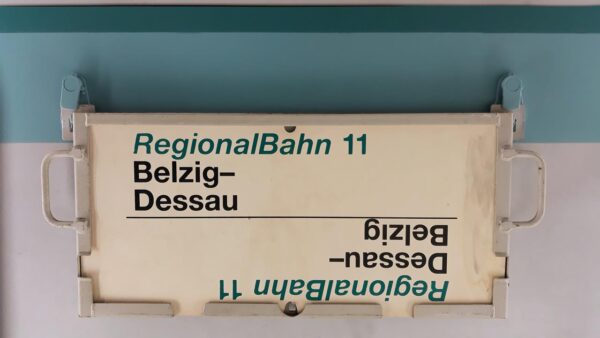 RegionalBahn 11
Belzig–
Dessau
RegionalBahn 11
Dessau–
Belzig